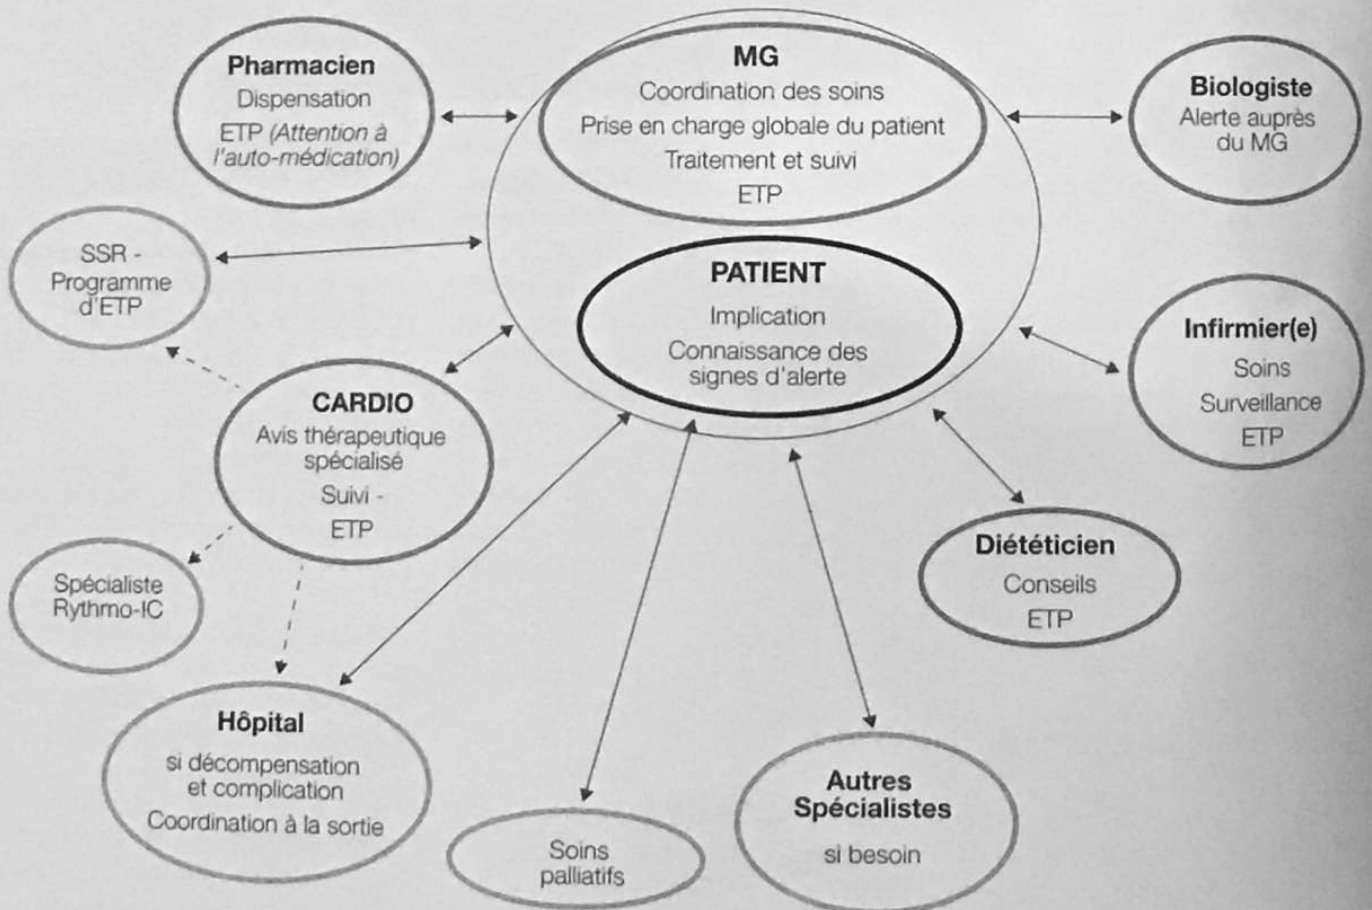 Pharmacien
Dispensation
ETP (Attention à
l'auto-médication)
MG
Coordination des soins
Prise en charge globale du patient
Traitement et suivi
ETP
Biologiste
Alerte auprès
du MG
SSR -
Programme
d'ETP
PATIENT
Implication
Connaissance des
signes d'alerte
Infirmier(e)
Soins
Surveillance
ETP
CARDIO
Avis thérapeutique
spécialisé
Suivi -
ETP
Diététicien
Conseils
ETP
Spécialiste
Rythmo-IC
Hôpital
si décompensation
et complication
Coordination à la sortie
Soins
palliatifs
Autres
Spécialistes
si besoin